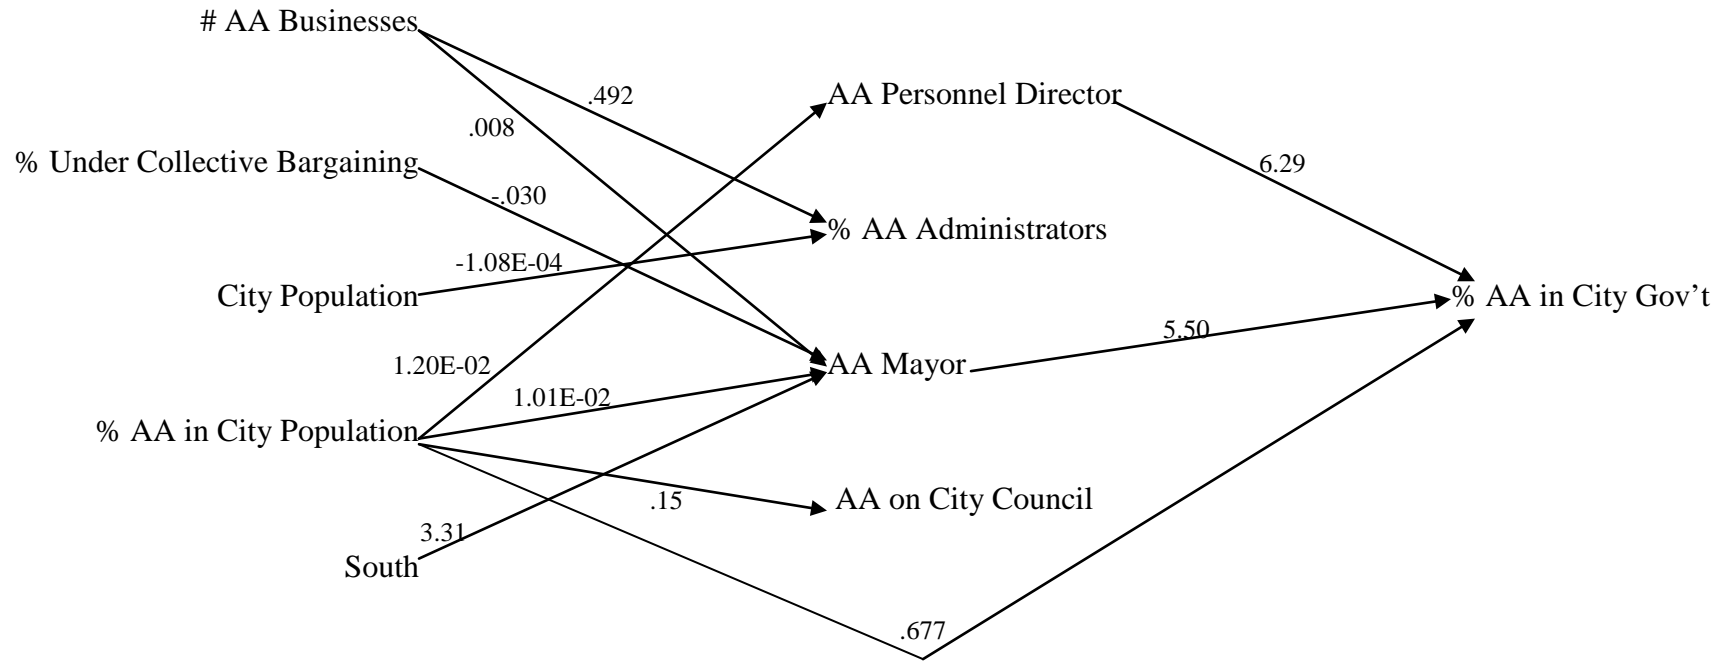 # AA Businesses
AA Personnel Director
.492
.008
% Under Collective Bargaining
6.29
-.030
% AA Administrators
-1.08E-04
City Population
% AA in City Gov’t
5.50
1.20E-02
AA Mayor
1.01E-02
% AA in City Population
.15
AA on City Council
3.31
South
.677